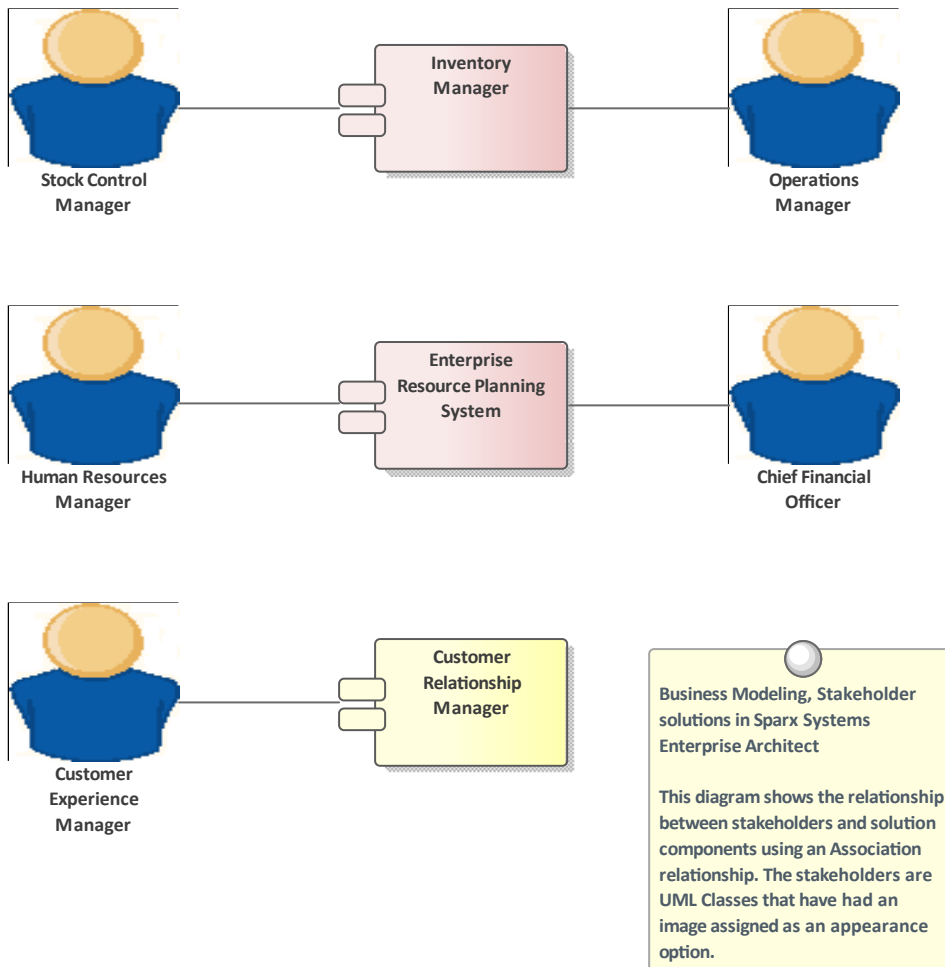 Inventory
Manager
Stock Control
Manager
Operations
Manager
Enterprise
Resource Planning
System
Human Resources
Manager
Chief Financial
Officer
Customer
Relationship
Manager
Customer
Experience
Manager
Business Modeling, Stakeholder
solutions in Sparx Systems
Enterprise Architect
This diagram shows the relationship
between stakeholders and solution
components using an Association
relationship. The stakeholders are
UML Classes that have had an
image assigned as an appearance
option.